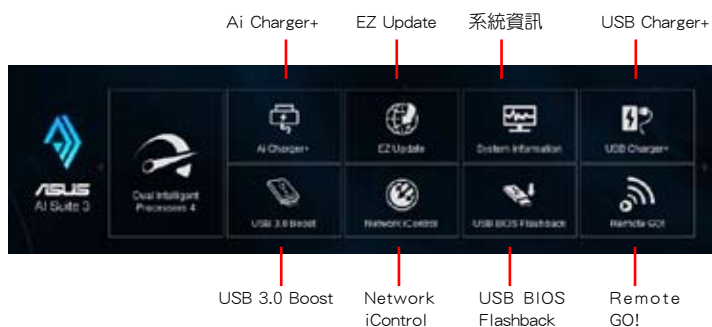 Ai Charger+
EZ Update
系統資訊
USB Charger+
ASUS
AI Suite 3
Dual Intelligent
Processors 4
Ai Charger+
EZ Update
System Information
USB Charger+
USB 3.0 Boost
Network iControl
USB BIOS Flashback
Remote GO!
USB 3.0 Boost
Network
iControl
USB BIOS
Flashback
Remote
GO!